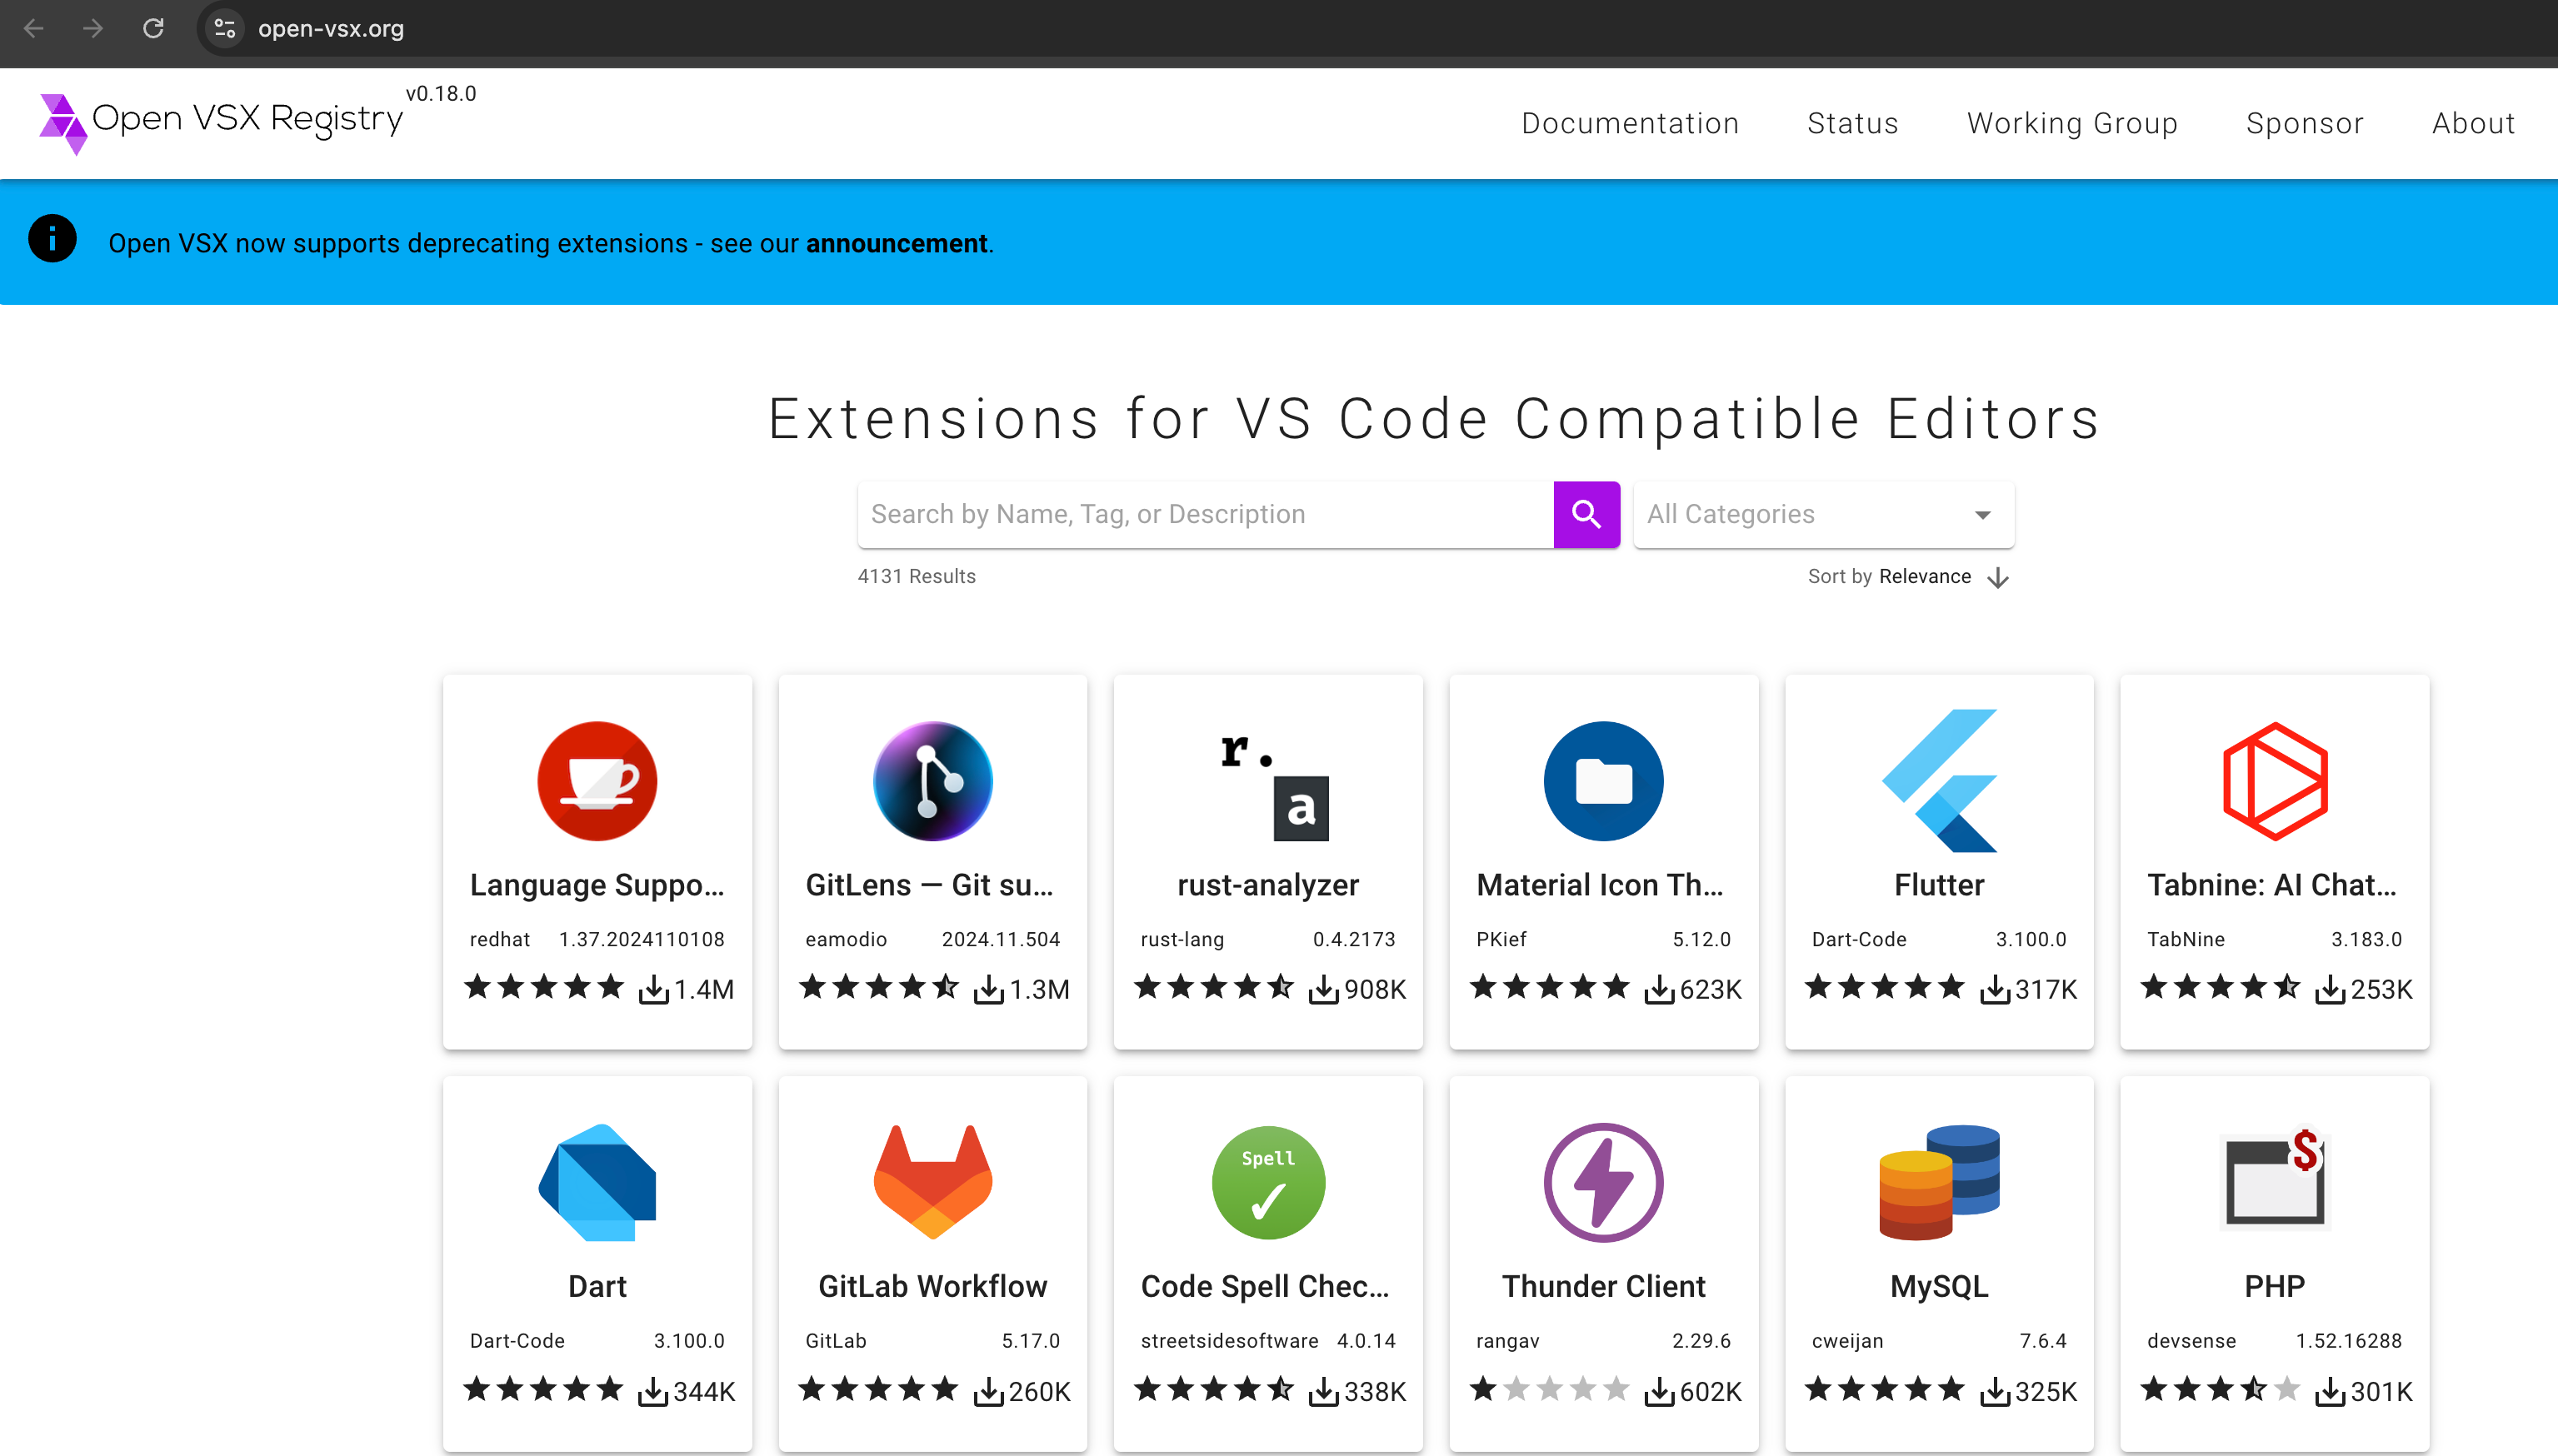 open-vsx.org
Open VSX Registry v0.18.0
Documentation Status Working Group Sponsor About
Open VSX now supports deprecating extensions - see our announcement.
Extensions for VS Code Compatible Editors
Search by Name, Tag, or Description
All Categories
4131 Results
Sort by Relevance
r.
a
Language Suppo... GitLens — Git su... rust-analyzer Material Icon Th... Flutter Tabnine: AI Chat...
redhat 1.37.2024110108 eamodio 2024.11.504 rust-lang 0.4.2173 PKief 5.12.0 Dart-Code 3.100.0 TabNine 3.183.0
1.4M 1.3M 908K 623K 317K 253K
Spell
$
Dart GitLab Workflow Code Spell Chec... Thunder Client MySQL PHP
Dart-Code 3.100.0 GitLab 5.17.0 streetsidesoftware 4.0.14 rangav 2.29.6 cweijan 7.6.4 devsense 1.52.16288
344K 260K 338K 602K 325K 301K